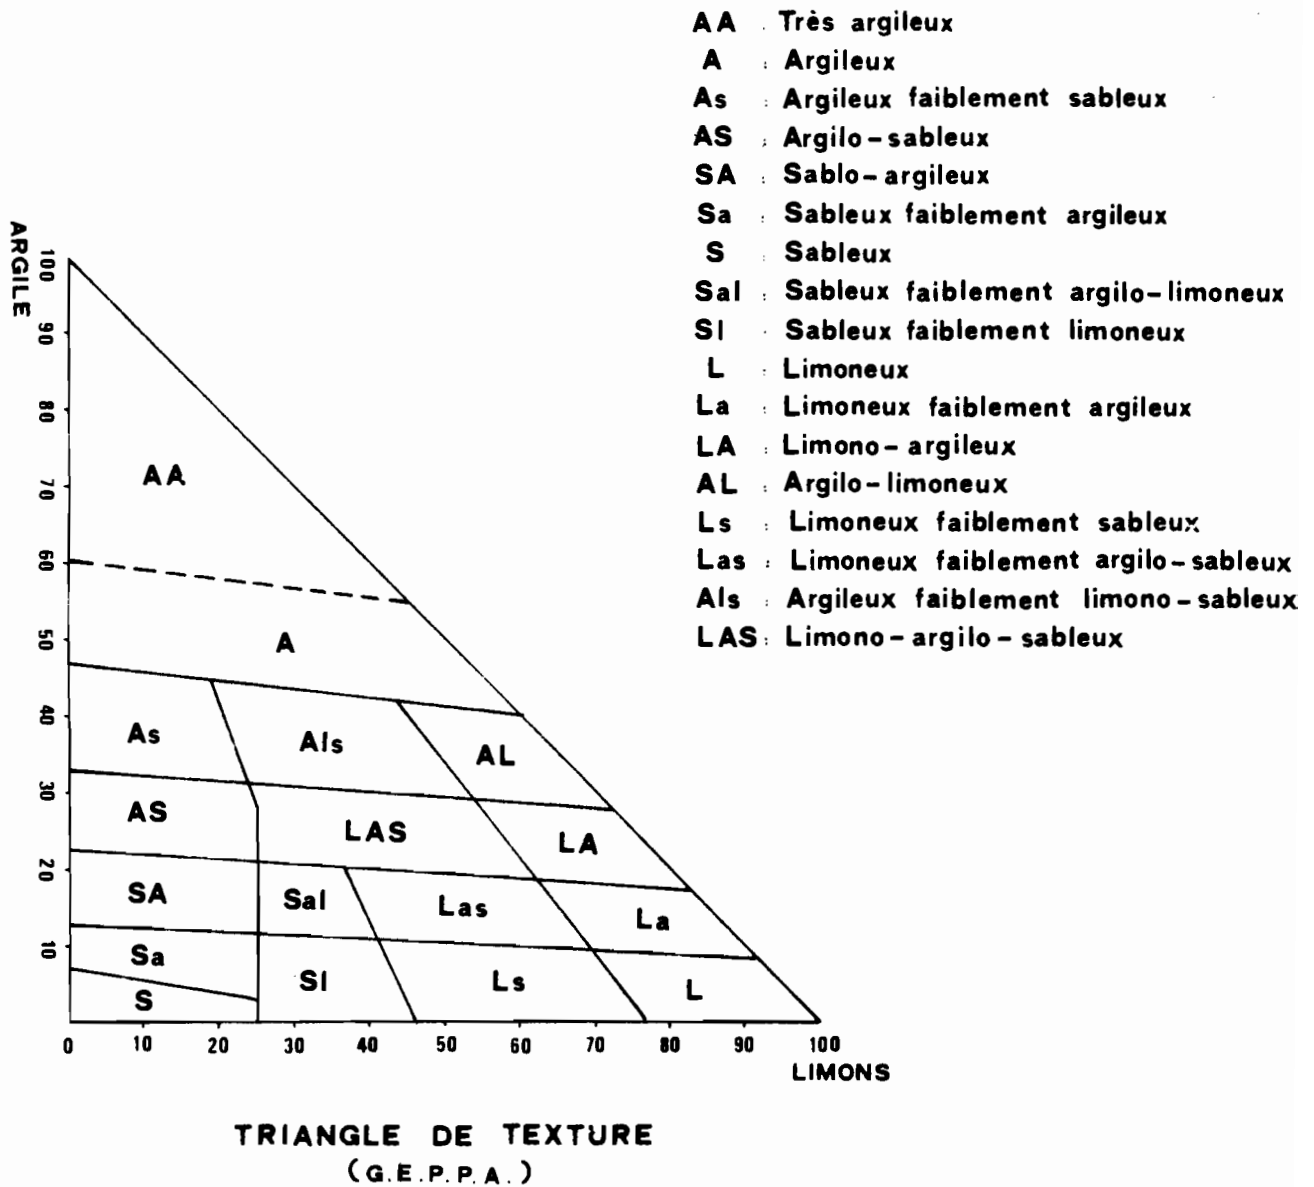 AA : Très argileux
A : Argileux
As : Argileux faiblement sableux
AS : Argilo-sableux
SA : Sablo-argileux
Sa : Sableux faiblement argileux
S : Sableux
Sal : Sableux faiblement argilo-limoneux
Sl : Sableux faiblement limoneux
L : Limoneux
La : Limoneux faiblement argileux
LA : Limono-argileux
AL : Argilo-limoneux
Ls : Limoneux faiblement sableux
Las : Limoneux faiblement argilo-sableux
Als : Argileux faiblement limono-sableux
LAS : Limono-argilo-sableux
ARGILE
100
90
80
70
60
50
40
30
20
10
AA
A
As Als AL
AS LAS LA
SA Sal Las La
Sa
S Sl Ls L
0 10 20 30 40 50 60 70 80 90 100
LIMONS
TRIANGLE DE TEXTURE
(G.E.P.P.A.)